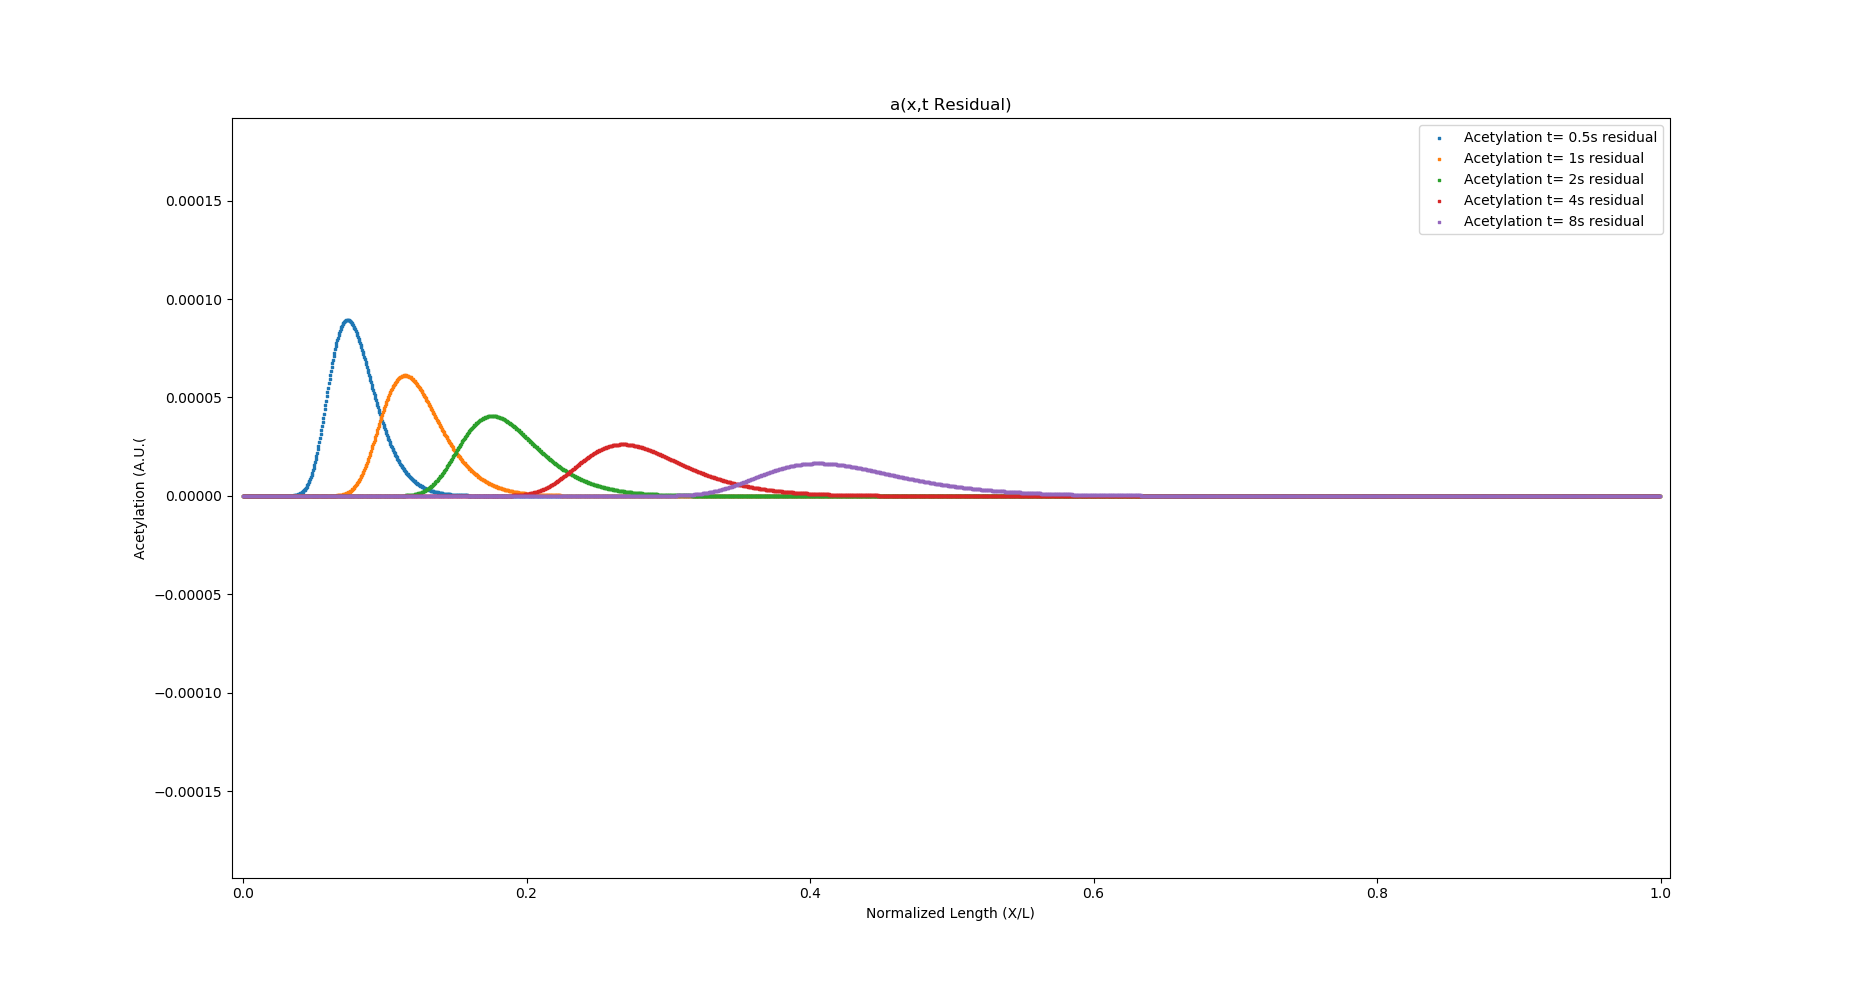 a(x,t Residual)
Acetylation t= 0.5s residual
Acetylation t= 1s residual
Acetylation t= 2s residual
Acetylation t= 4s residual
Acetylation t= 8s residual
Acetylation (A.U.(
0.00015
0.00010
0.00005
0.00000
−0.00005
−0.00010
−0.00015
0.0 0.2 0.4 0.6 0.8 1.0
Normalized Length (X/L)